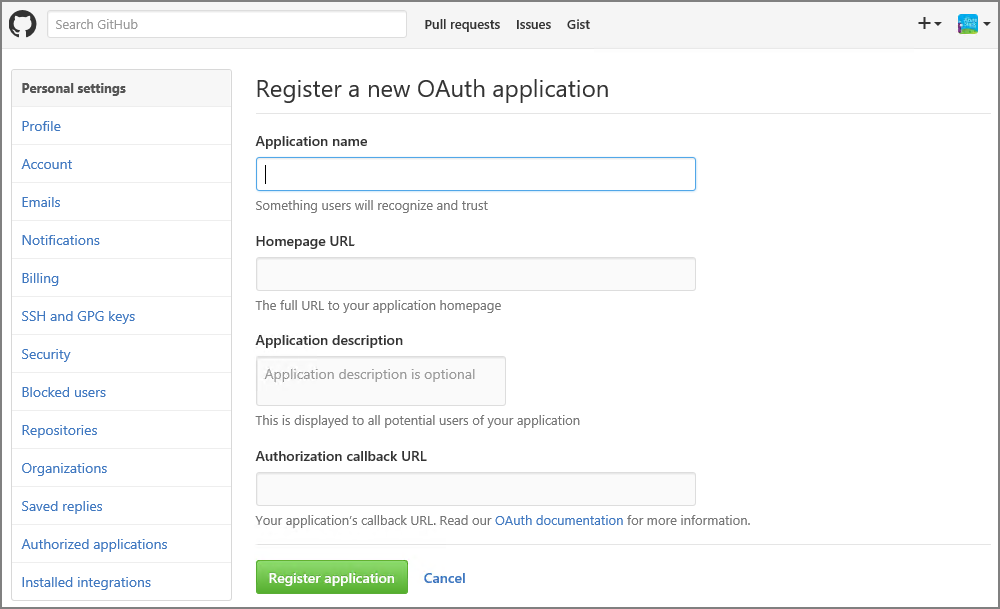 Search GitHub
Pull requests Issues Gist
Personal settings
Profile
Account
Emails
Notifications
Billing
SSH and GPG keys
Security
Blocked users
Repositories
Organizations
Saved replies
Authorized applications
Installed integrations
Register a new OAuth application
Application name
Something users will recognize and trust
Homepage URL
The full URL to your application homepage
Application description
Application description is optional
This is displayed to all potential users of your application
Authorization callback URL
Your application's callback URL. Read our OAuth documentation for more information.
Register application Cancel